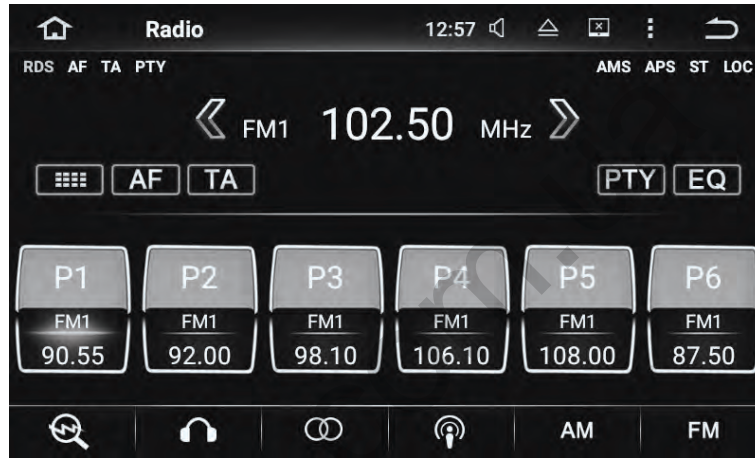 Radio 12:57
RDS AF TA PTY AMS APS ST LOC
FM1 102.50 MHz
AF TA PTY EQ
P1 P2 P3 P4 P5 P6
FM1 FM1 FM1 FM1 FM1 FM1
90.55 92.00 98.10 106.10 108.00 87.50
AM FM